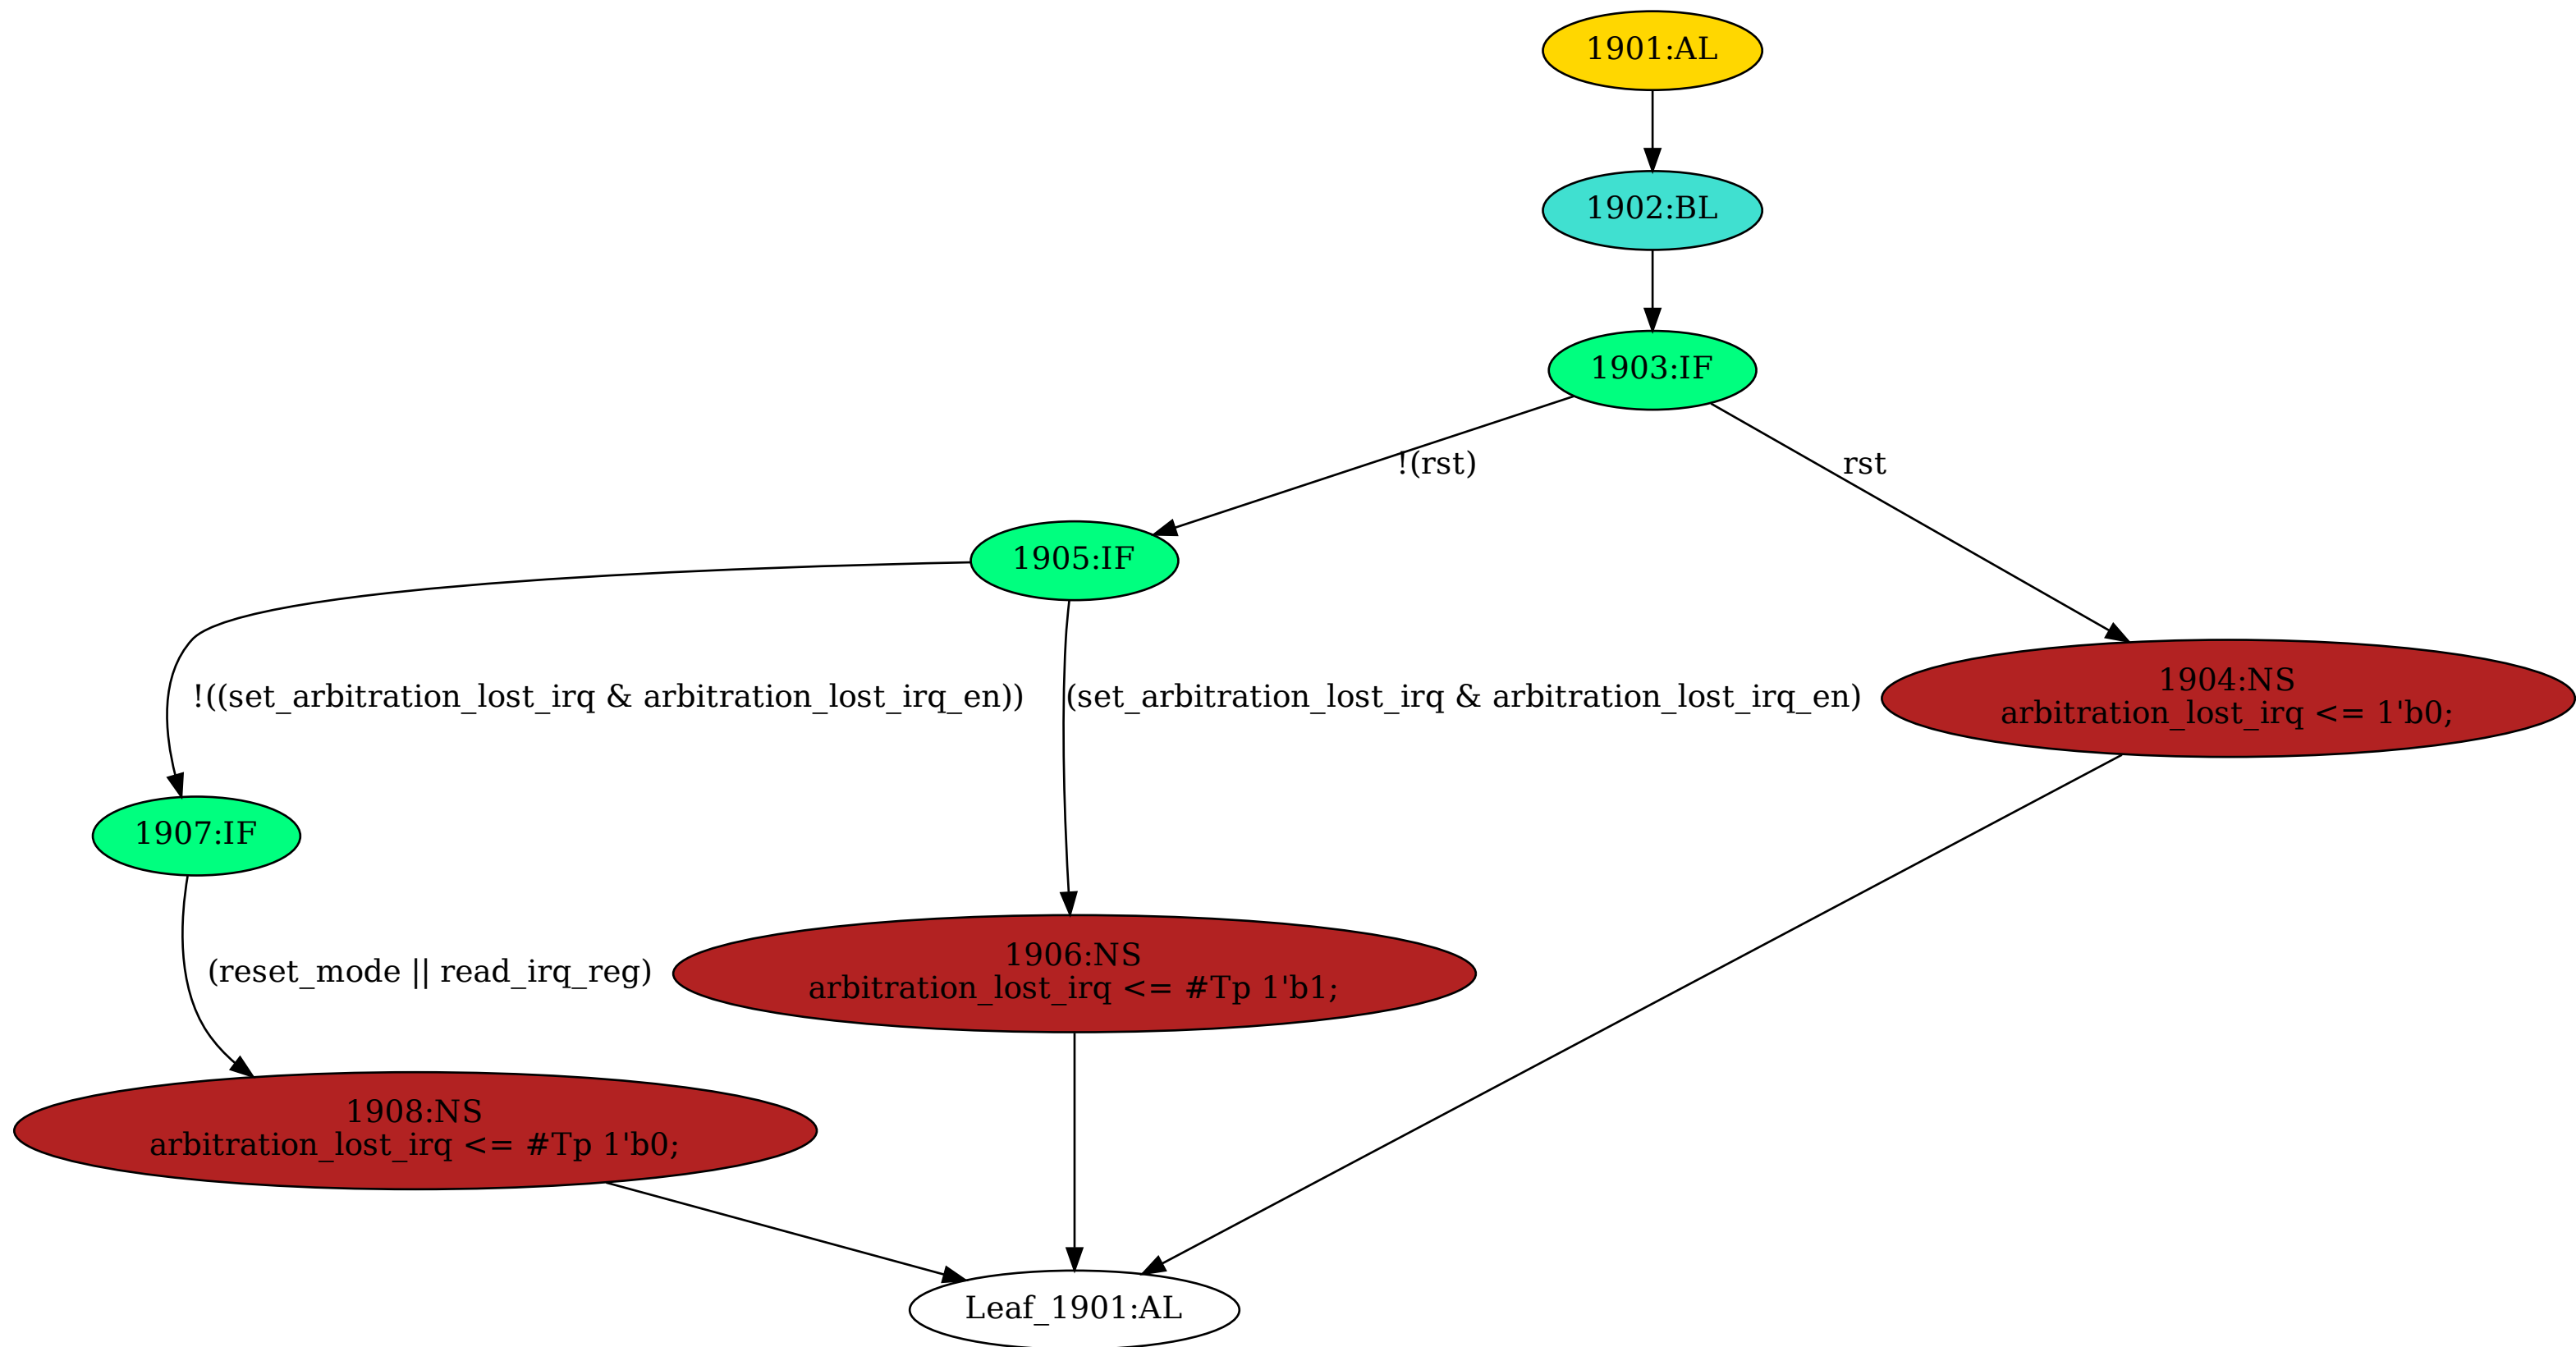 1901:AL
1902:BL
1903:IF
!(rst)
rst
1905:IF
!((set_arbitration_lost_irq & arbitration_lost_irq_en))
(set_arbitration_lost_irq & arbitration_lost_irq_en)
1904:NS
arbitration_lost_irq <= 1'b0;
1907:IF
(reset_mode || read_irq_reg)
1906:NS
arbitration_lost_irq <= #Tp 1'b1;
1908:NS
arbitration_lost_irq <= #Tp 1'b0;
Leaf_1901:AL